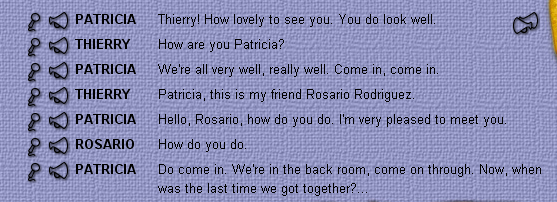 PATRICIA Thierry! How lovely to see you. You do look well.
THIERRY How are you Patricia?
PATRICIA We're all very well, really well. Come in, come in.
THIERRY Patricia, this is my friend Rosario Rodriguez.
PATRICIA Hello, Rosario, how do you do. I'm very pleased to meet you.
ROSARIO How do you do.
PATRICIA Do come in. We're in the back room, come on through. Now, when
was the last time we got together?...